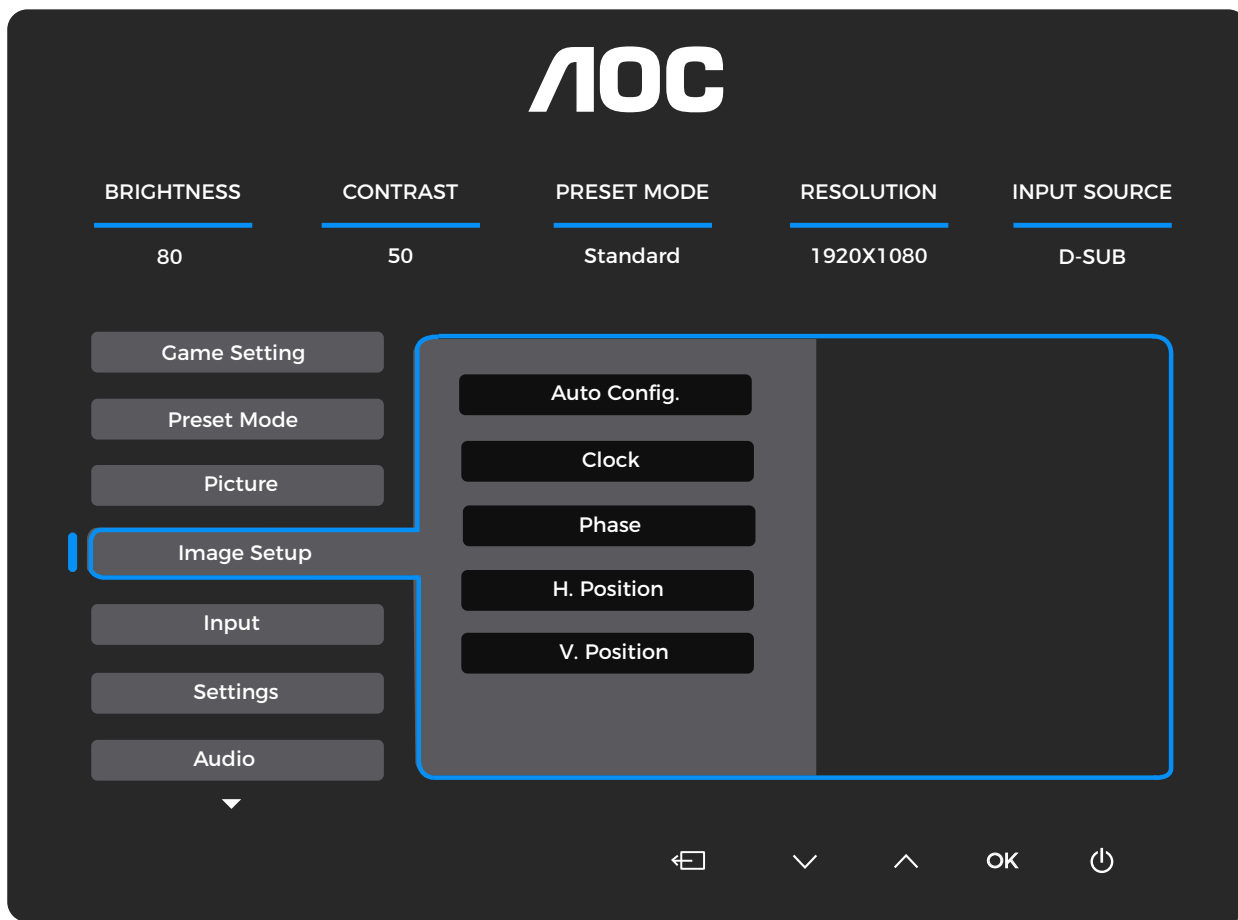 AOC
BRIGHTNESS CONTRAST PRESET MODE RESOLUTION INPUT SOURCE
80 50 Standard 1920X1080 D-SUB
Game Setting
Preset Mode
Picture
Image Setup
Input
Settings
Audio
Auto Config.
Clock
Phase
H. Position
V. Position
OK